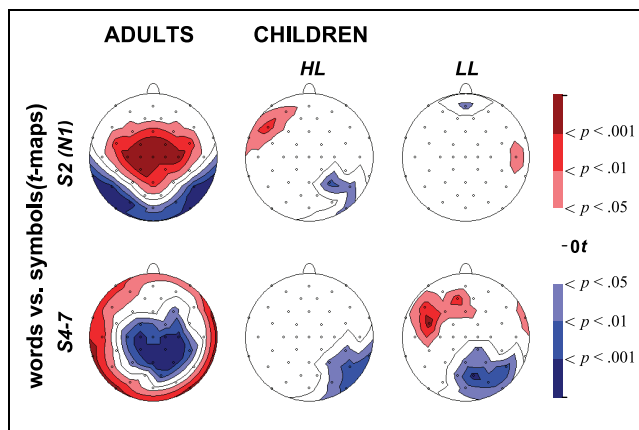 ADULTS CHILDREN
HL LL
words vs. symbols(t-maps)
S2 (N1)
S4-7
< p < .001
< p < .01
< p < .05
-0t
< p < .05
< p < .01
< p < .001